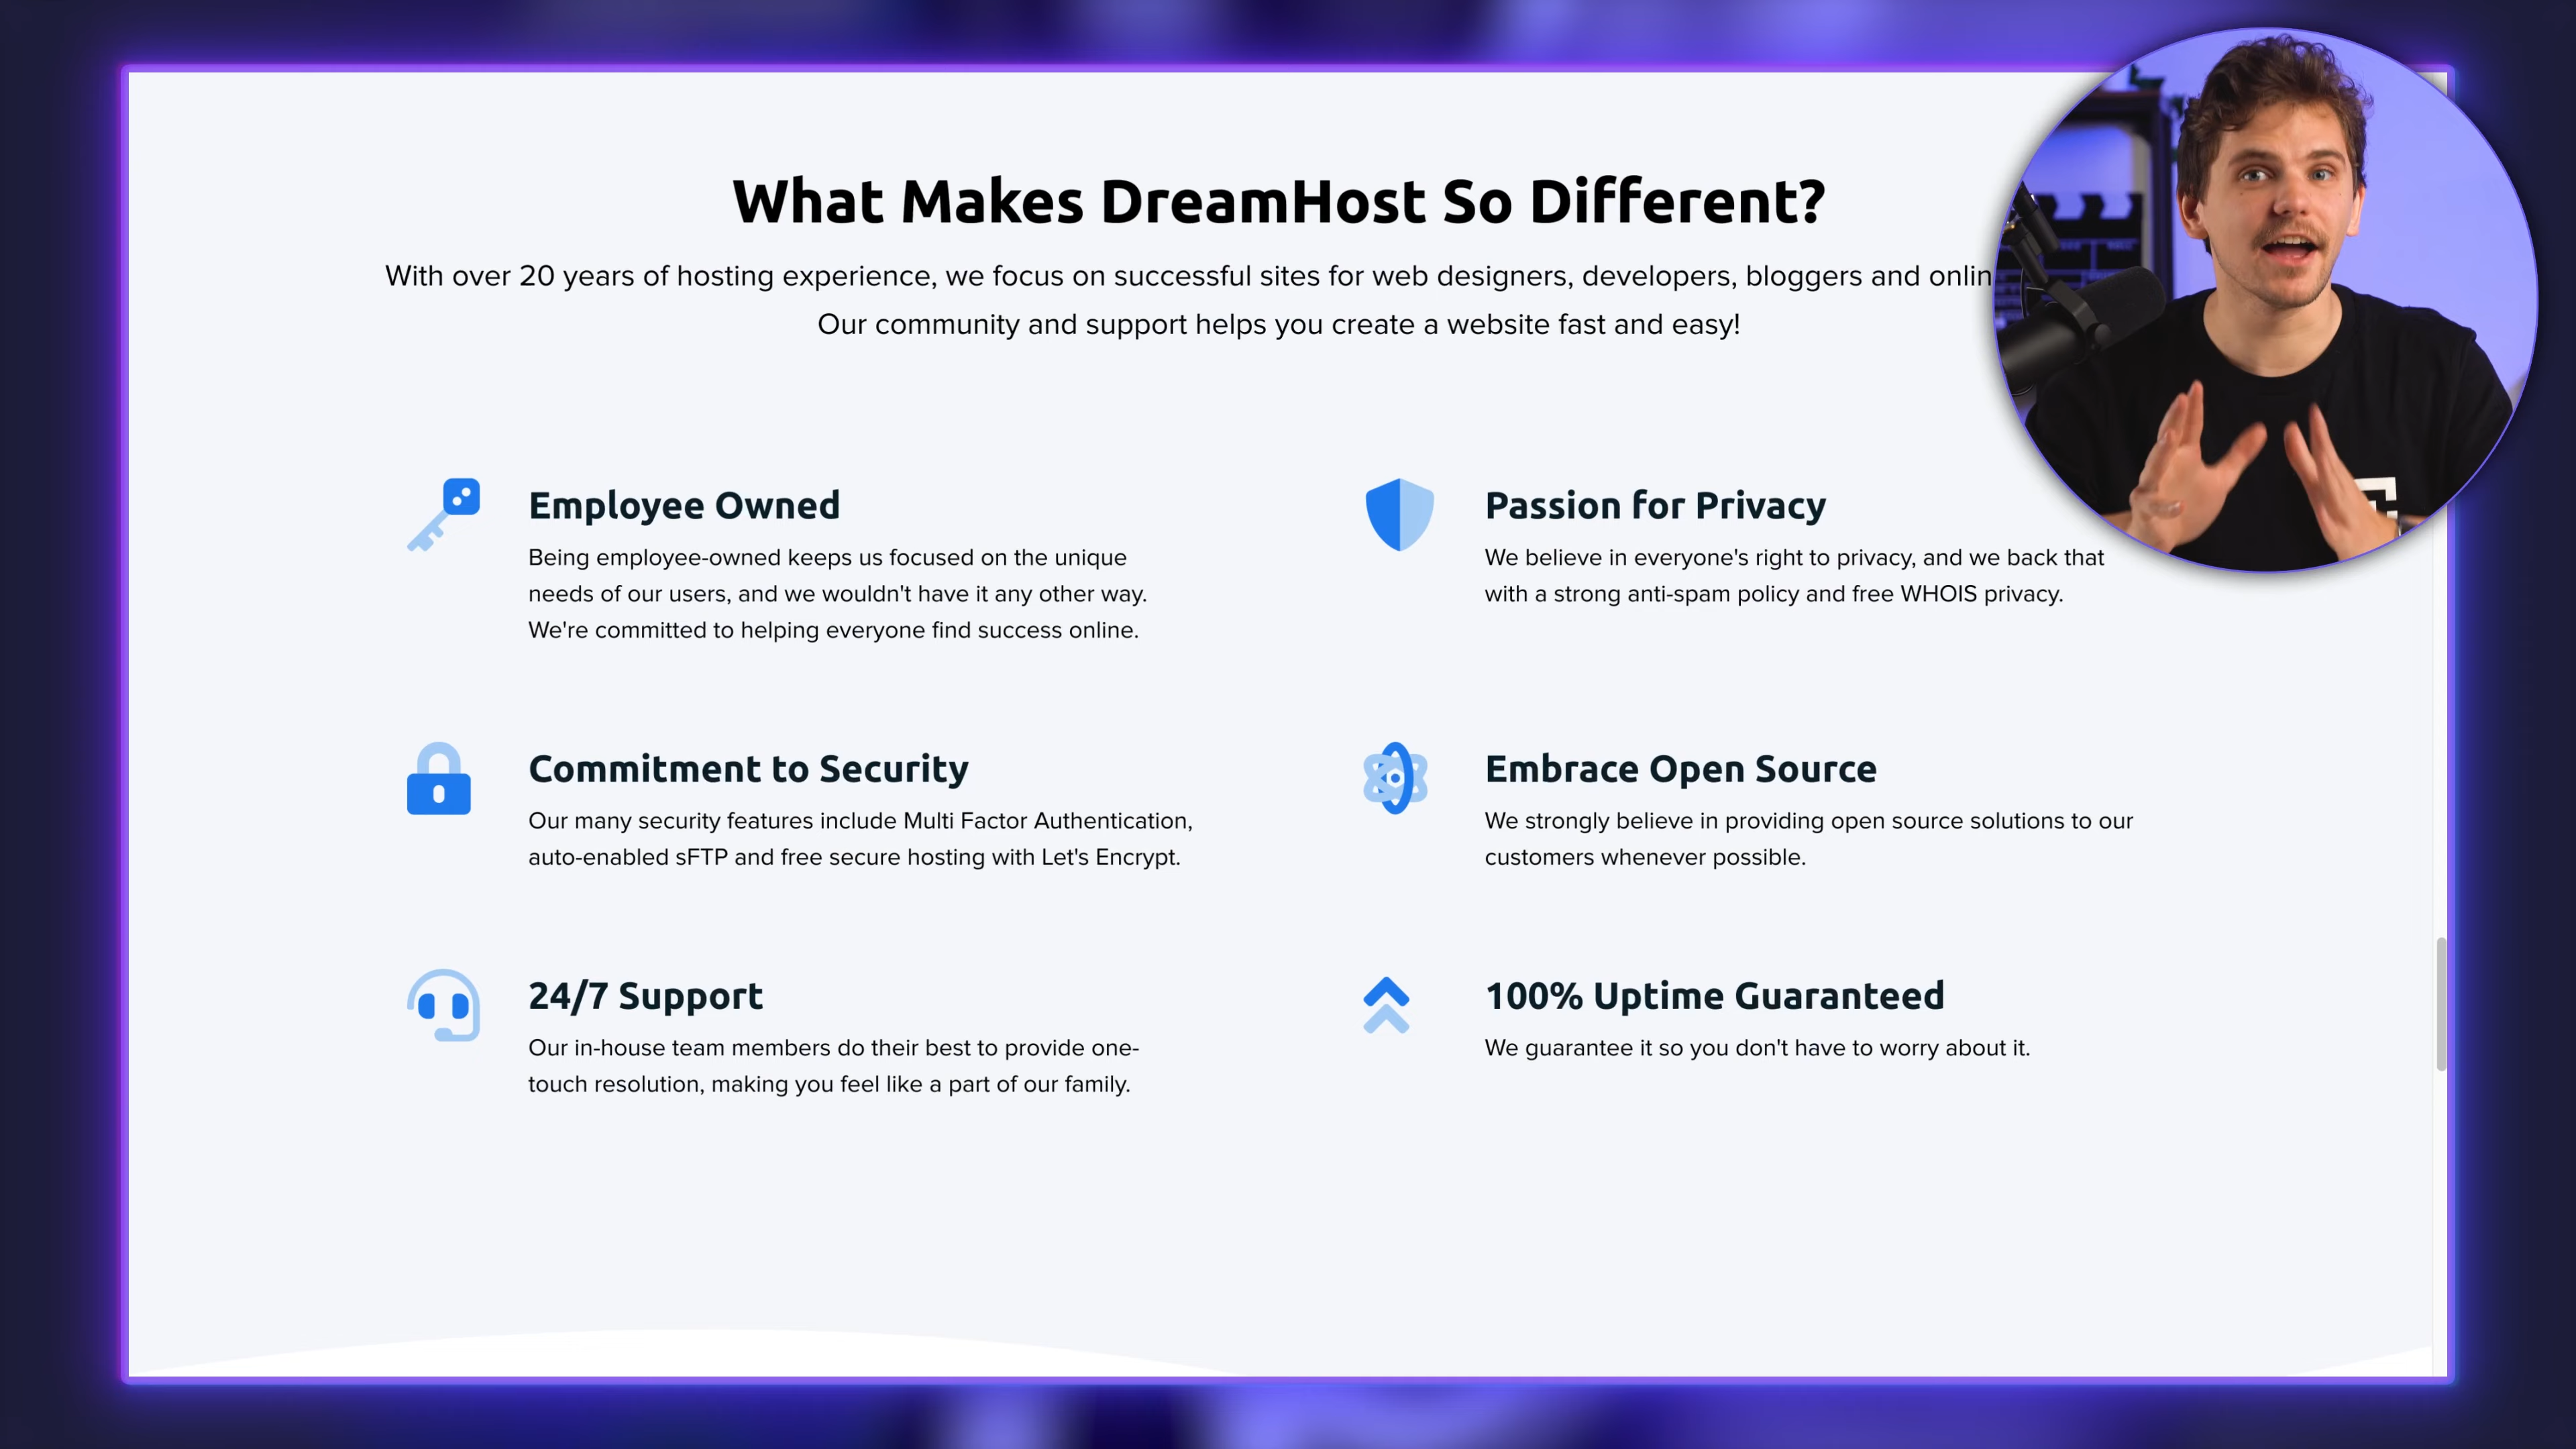 What Makes DreamHost So Different?
With over 20 years of hosting experience, we focus on successful sites for web designers, developers, bloggers and
Our community and support helps you create a website fast and easy!
Employee Owned
Being employee-owned keeps us focused on the unique
needs of our users, and we wouldn't have it any other way.
We're committed to helping everyone find success online.
Passion for Privacy
We believe in everyone's right to privacy, and we back that
with a strong anti-spam policy and free WHOIS privacy.
Commitment to Security
Our many security features include Multi Factor Authentication,
auto-enabled sFTP and free secure hosting with Let's Encrypt.
Embrace Open Source
We strongly believe in providing open source solutions to our
customers whenever possible.
24/7 Support
Our in-house team members do their best to provide one-
touch resolution, making you feel like a part of our family.
100% Uptime Guaranteed
We guarantee it so you don't have to worry about it.